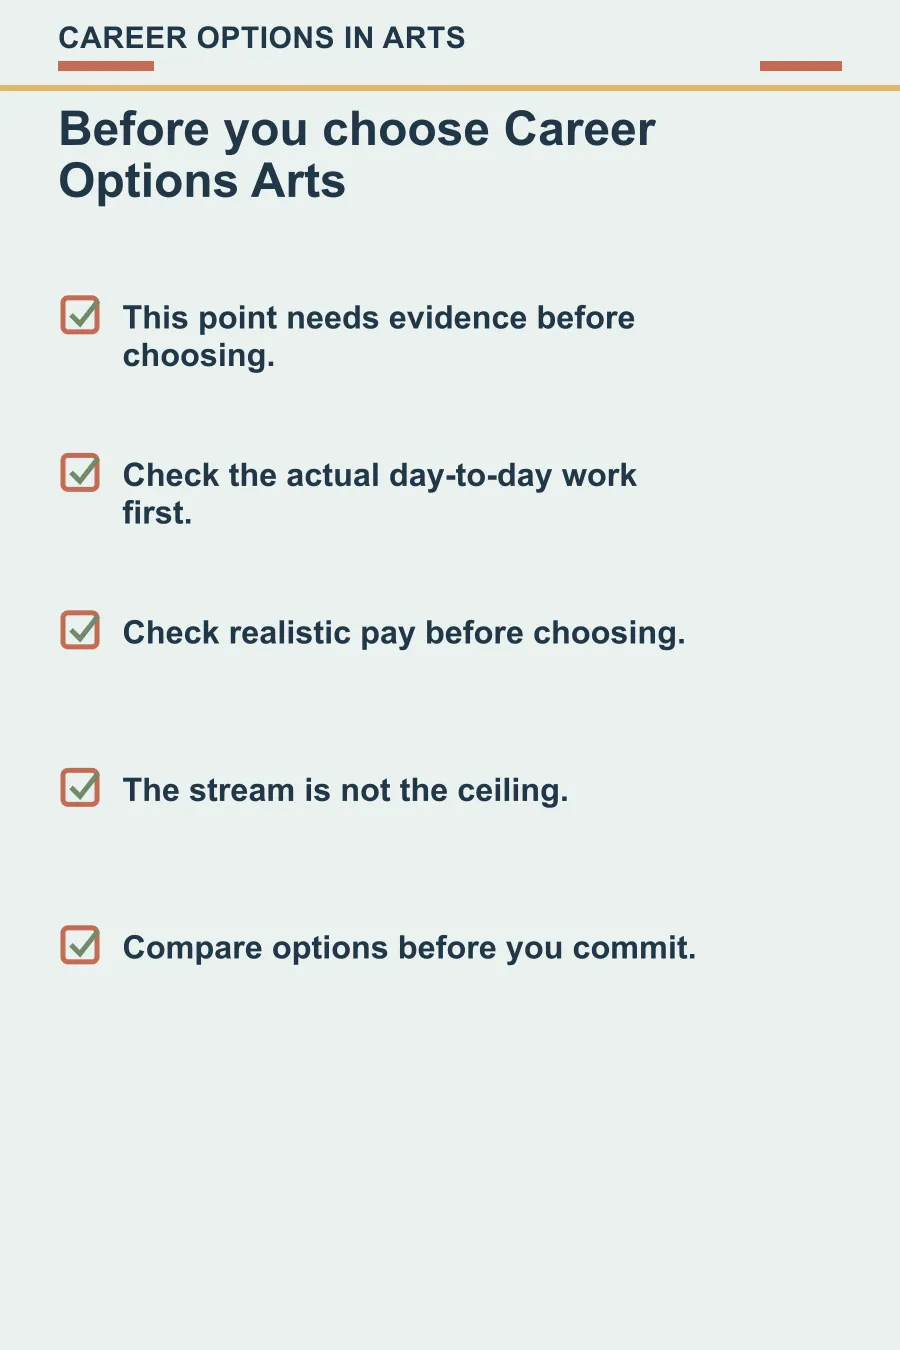 CAREER OPTIONS IN ARTS
Before you choose Career
Options Arts
This point needs evidence before
choosing.
Check the actual day-to-day work
first.
Check realistic pay before choosing.
The stream is not the ceiling.
Compare options before you commit.